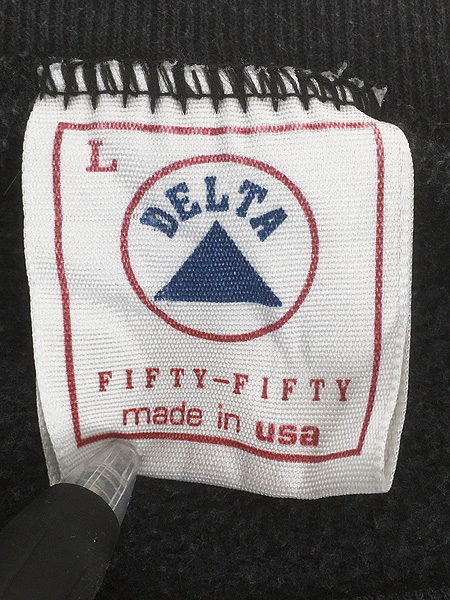 L
DELTA
FIFTY-FIFTY
made in usa